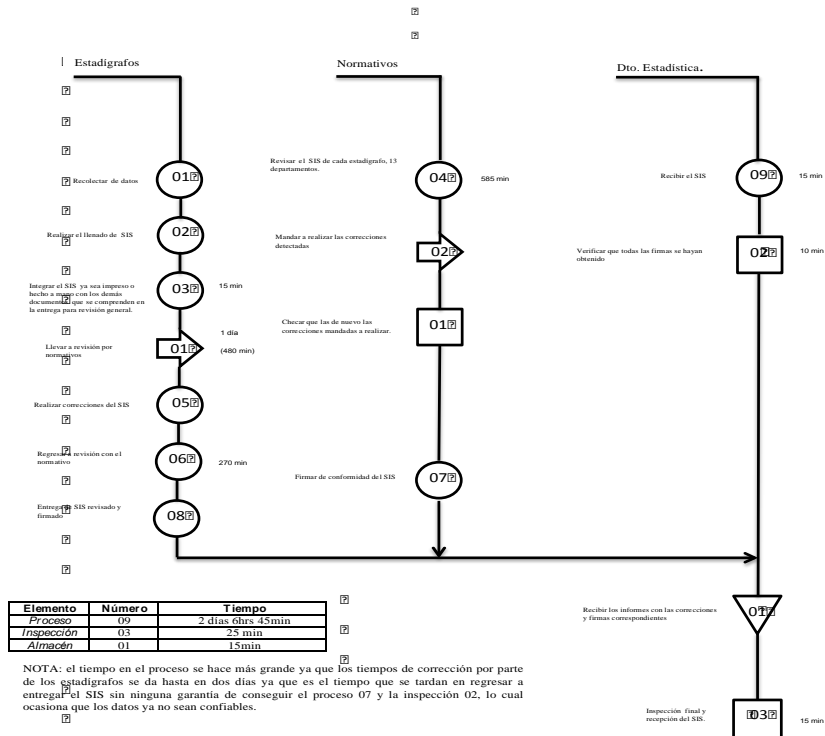 Estadígrafos
Normativos
Dto. Estadística.
01
Recolectar de datos
02
Realizar el llenado de SIS
03
15 min
Integrar el SIS ya sea impreso o
hecho a mano con los demás
documentos que se comprenden en
la entrega para revisión general.
01
1 día
(480 min)
Llevar a revisión por
normativos
05
Realizar correcciones del SIS
06
270 min
Regresar a revisión con el
normativo
08
Entrega de SIS revisado y
firmado
Revisar el SIS de cada estadígrafo, 13
departamentos.
04
585 min
Mandar a realizar las correcciones
detectadas
02
Checar que las de nuevo las
correcciones mandadas a realizar.
01
Firmar de conformidad del SIS
07
Recibir el SIS
09
15 min
Verificar que todas las firmas se hayan
obtenido
02
10 min
Recibir los informes con las correcciones
y firmas correspondientes
01
Inspección final y
recepción del SIS.
03
15 min
Elemento Número Tiempo
Proceso 09 2 días 6hrs 45min
Inspección 03 25 min
Almacén 01 15min
NOTA: el tiempo en el proceso se hace más grande ya que los tiempos de corrección por parte
de los estadígrafos se da hasta en dos días ya que es el tiempo que se tardan en regresar a
entregar el SIS sin ninguna garantía de conseguir el proceso 07 y la inspección 02, lo cual
ocasiona que los datos ya no sean confiables.